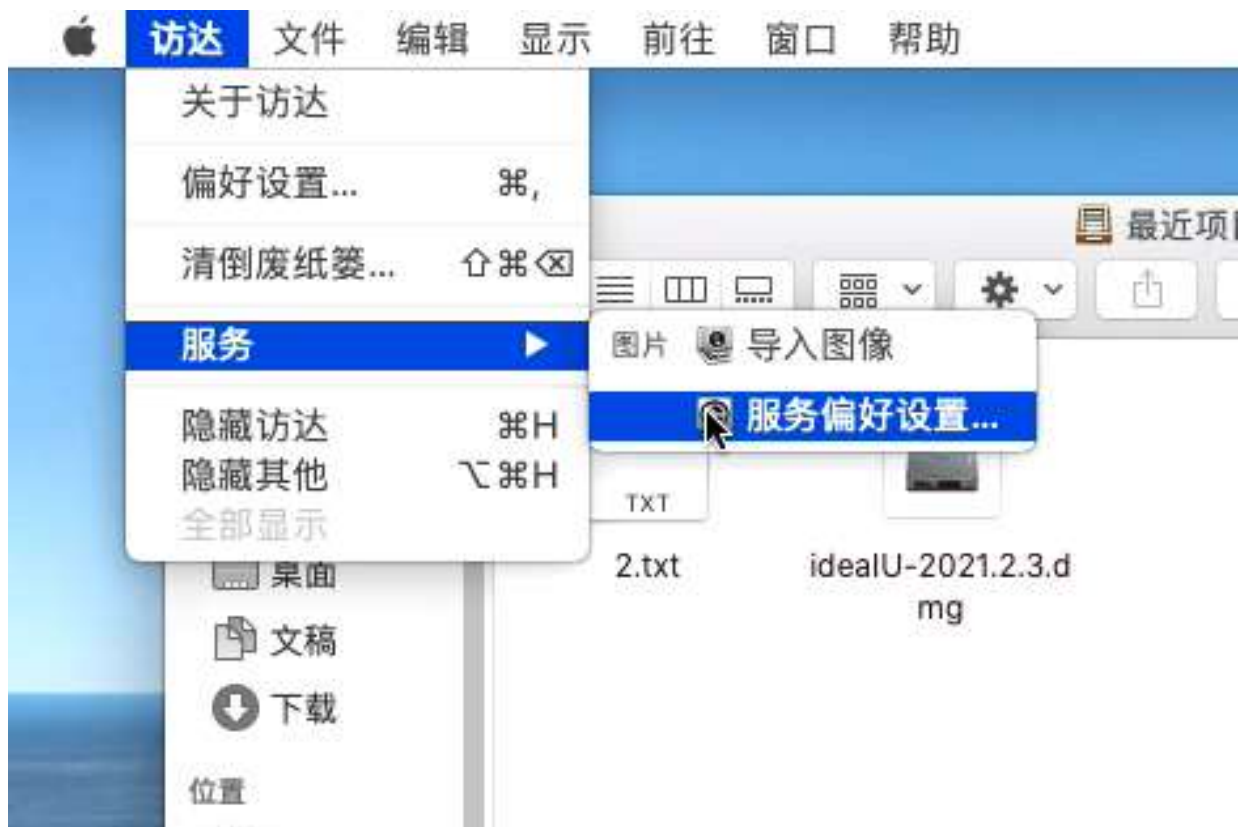 访达 文件 编辑 显示 前往 窗口 帮助
关于访达
偏好设置... ⌘,
清倒废纸篓... ⇧⌘⌫
服务 ▶
隐藏访达 ⌘H
隐藏其他 ⌥⌘H
全部显示
图片 导入图像
服务偏好设置...
最近项
桌面
文稿
下载
位置
TXT
2.txt
idealU-2021.2.3.d
mg